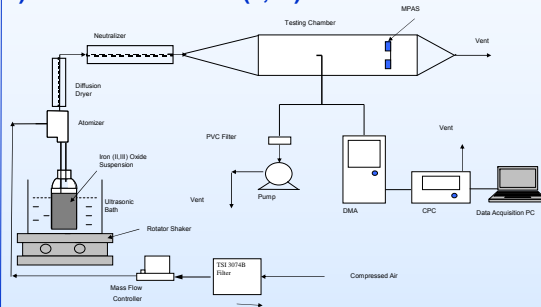 MPAS
Testing Chamber
Neutralizer
Vent
Diffusion
Dryer
Atomizer
Vent
PVC Filter
Iron (II,III) Oxide
Suspension
Ultrasonic
Bath
Vent
Pump
DMA
CPC
Data Acquisition PC
Rotator Shaker
TSI 3074B
Filter
Compressed Air
Mass Flow
Controller